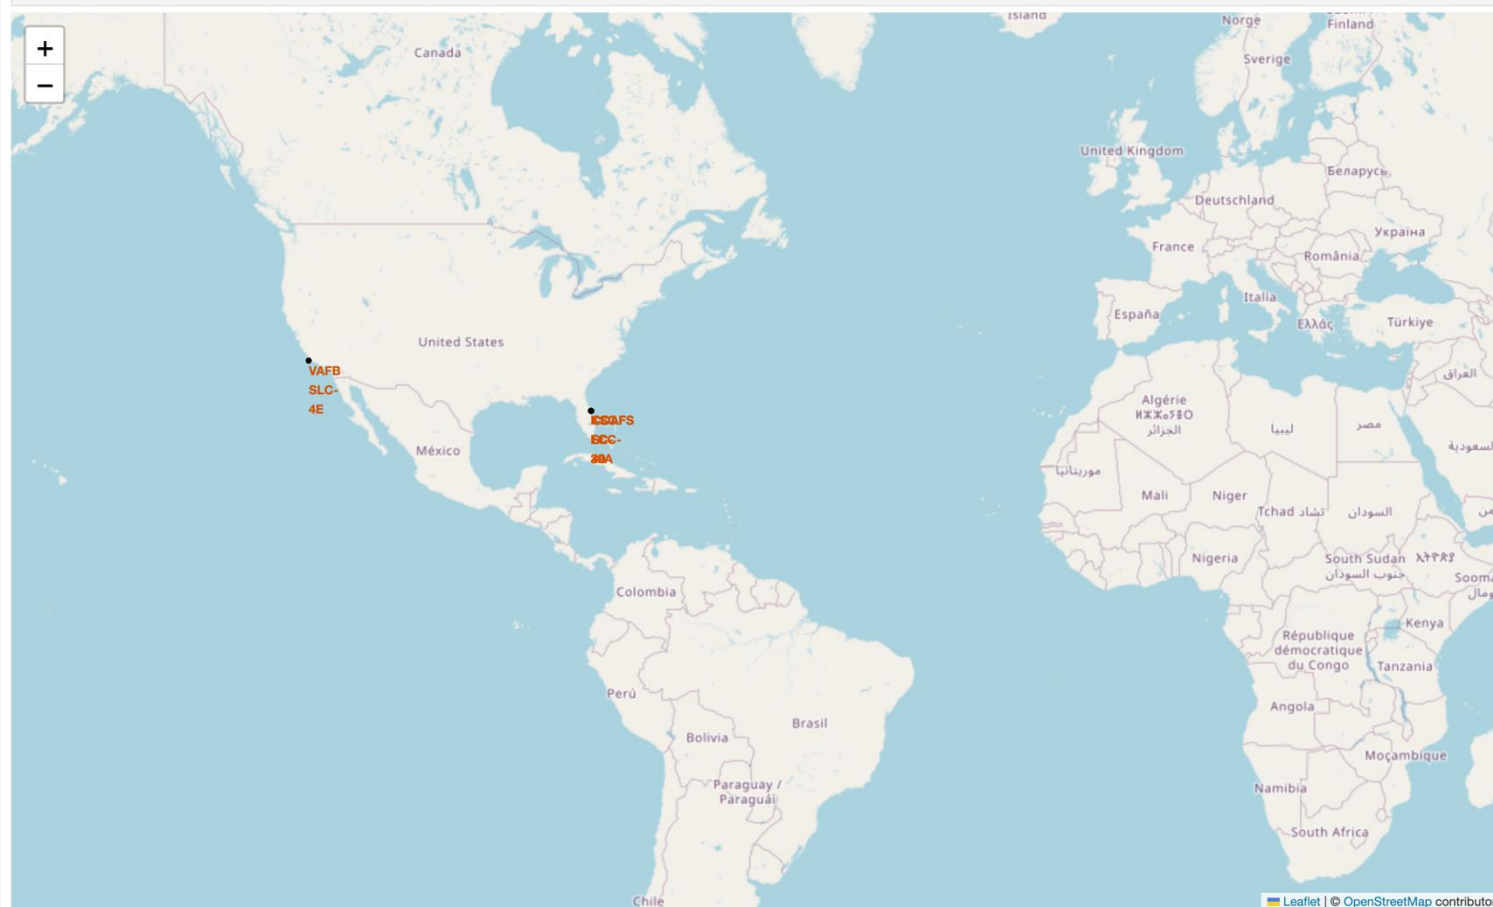 +
−
Island
Norge
Finland
Canada
Sverige
United Kingdom
Беларусь
Deutschland
Україна
France
România
Italia
España
Ελλάς
Türkiye
United States
VAFB
SLC-
4E
العراق
Algérie
ⵍⵣⵣⴰⵢⴻⵔ
الجزائر
ليبيا
مصر
السعودية
México
موريتانيا
Mali
Niger
Tchad تشاد
السودان
Nigeria
South Sudan
جنوب السودان
Colombia
Kenya
République
démocratique
du Congo
Tanzania
Perú
Angola
Brasil
Bolivia
Moçambique
Paraguay /
Paraguái
Namibia
South Africa
Chile
Leaflet | © OpenStreetMap contributo